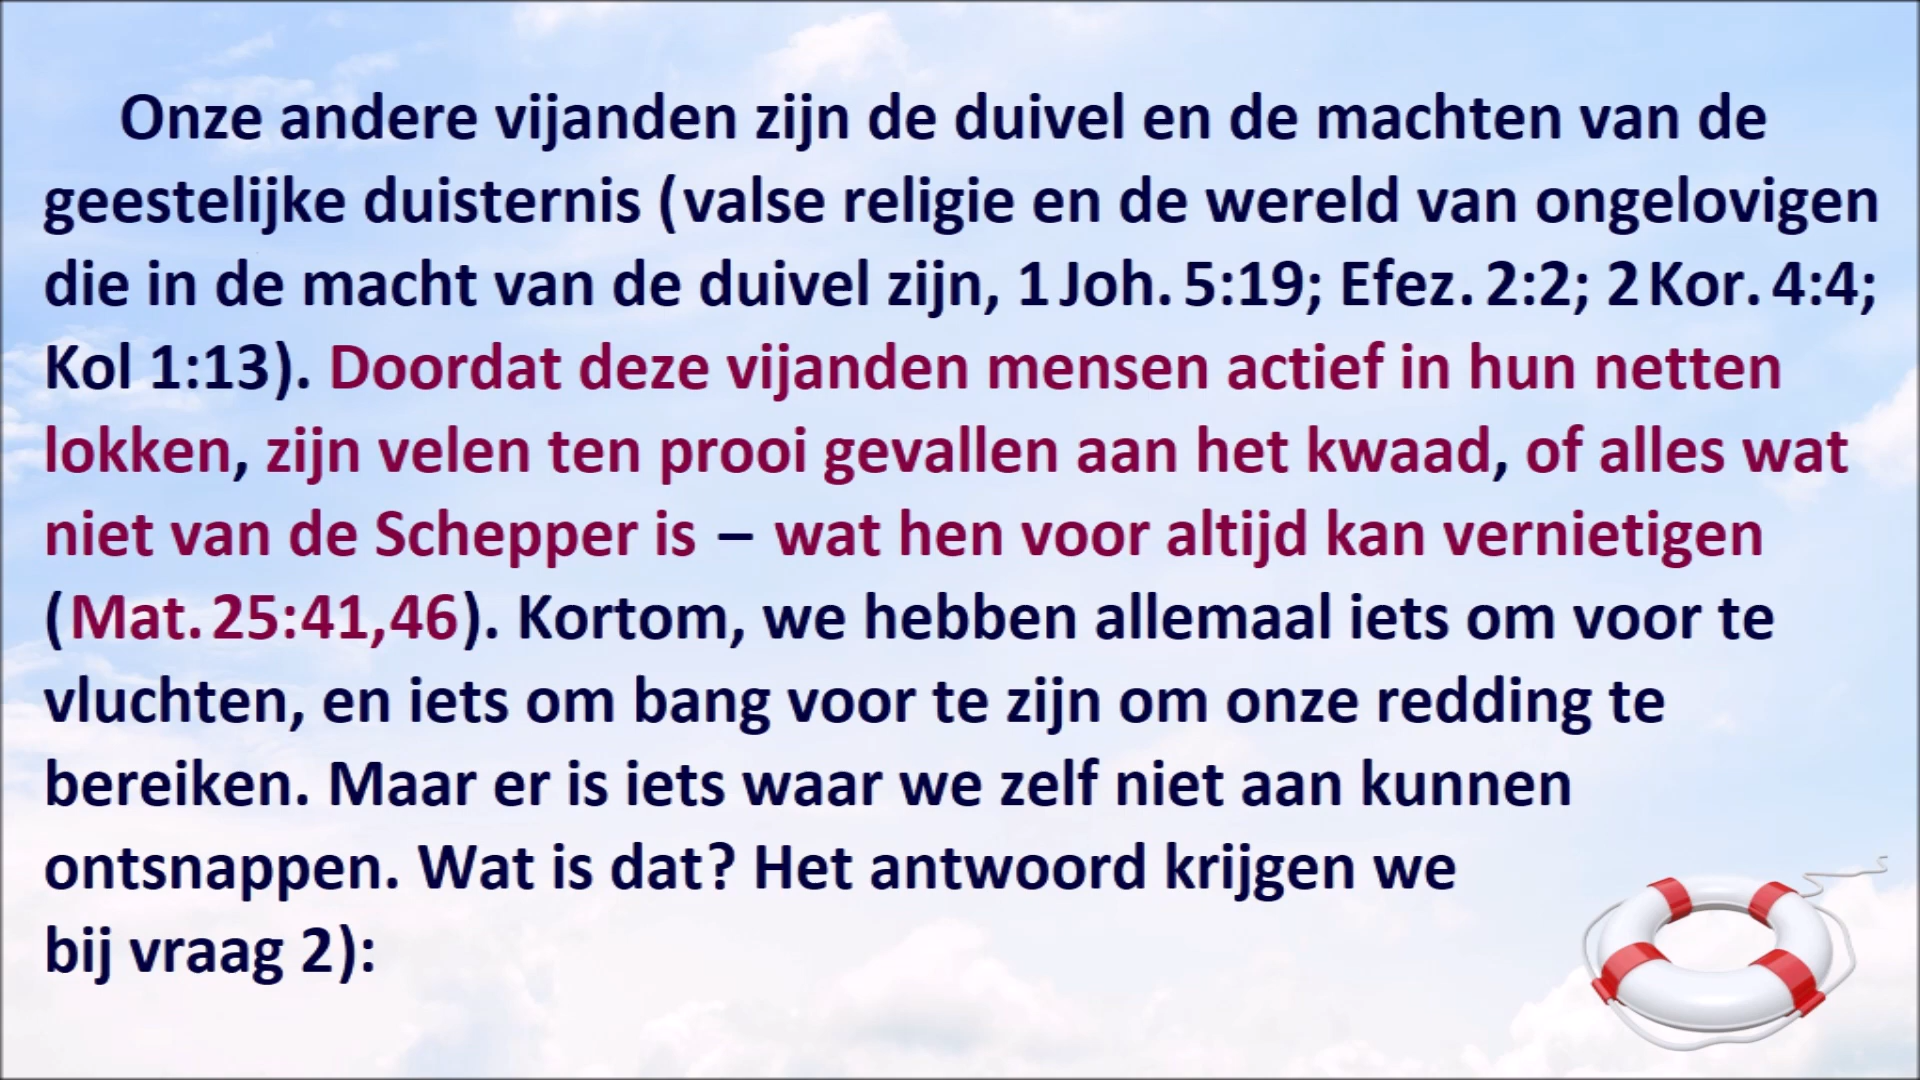 Onze andere vijanden zijn de duivel en de machten van de
geestelijke duisternis (valse religie en de wereld van ongelovigen
die in de macht van de duivel zijn, 1 Joh. 5:19; Efez. 2:2; 2 Kor. 4:4;
Kol 1:13). Doordat deze vijanden mensen actief in hun netten
lokken, zijn velen ten prooi gevallen aan het kwaad, of alles wat
niet van de Schepper is – wat hen voor altijd kan vernietigen
(Mat. 25:41,46). Kortom, we hebben allemaal iets om voor te
vluchten, en iets om bang voor te zijn om onze redding te
bereiken. Maar er is iets waar we zelf niet aan kunnen
ontsnappen. Wat is dat? Het antwoord krijgen we
bij vraag 2):